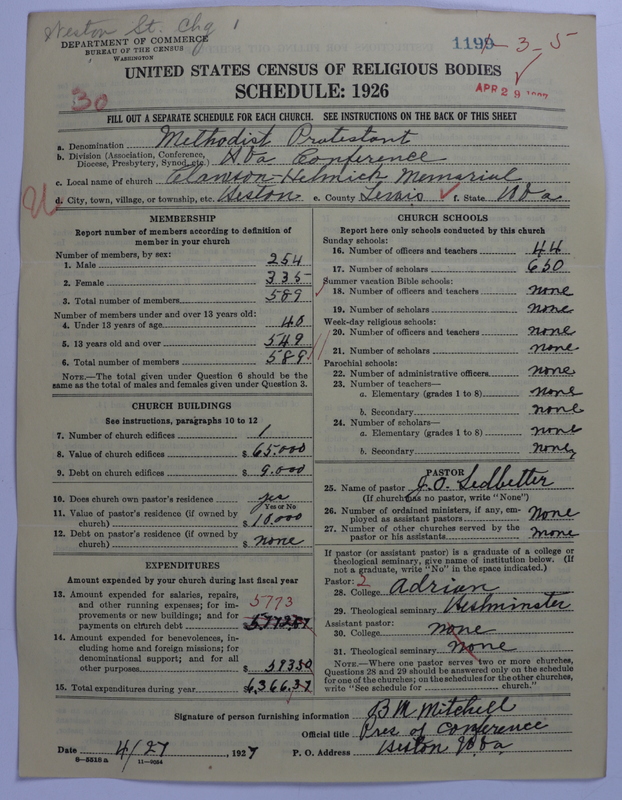 Weston St. Chg 1
DEPARTMENT OF COMMERCE
BUREAU OF THE CENSUS
WASHINGTON
1199-3-5
UNITED STATES CENSUS OF RELIGIOUS BODIES
SCHEDULE: 1926
APR 29 1927
30
FILL OUT A SEPARATE SCHEDULE FOR EACH CHURCH. SEE INSTRUCTIONS ON THE BACK OF THIS SHEET
a. Denomination Methodist Protestant
b. Division (Association, Conference, Diocese, Presbytery, Synod, etc.) W Va Conference
c. Local name of church Clawson-Helmick Memorial
d. City, town, village, or township, etc. Weston e. County Lewis f. State W Va
U
MEMBERSHIP
Report number of members according to definition of
member in your church
Number of members, by sex:
1. Male 254
2. Female 335
3. Total number of members 589
Number of members under and over 13 years old:
4. Under 13 years of age 40
5. 13 years old and over 549
6. Total number of members 589
NOTE.—The total given under Question 6 should be
same as the total of males and females given under Question 3.
CHURCH BUILDINGS
See instructions, paragraphs 10 to 12
7. Number of church edifices 1
8. Value of church edifices $ 65,000
9. Debt on church edifices $ 9,000
10. Does church own pastor's residence yes
Yes or No
11. Value of pastor's residence (if owned by
church) $ 10,000
12. Debt on pastor's residence (if owned by
church) $ none
EXPENDITURES
Amount expended by your church during last fiscal year
13. Amount expended for salaries, repairs,
and other running expenses; for im-
5773
provements or new buildings; and for
payments on church debt $ 5772.87
14. Amount expended for benevolences, in-
cluding home and foreign missions; for
denominational support; and for all
other purposes $ 593.50
15. Total expenditures during year $ 6366.37
CHURCH SCHOOLS
Report here only schools conducted by this church
Sunday schools:
16. Number of officers and teachers 44
17. Number of scholars 650
Summer vacation Bible schools:
18. Number of officers and teachers none
19. Number of scholars none
Week-day religious schools:
20. Number of officers and teachers none
21. Number of scholars none
Parochial schools:
22. Number of administrative officers none
23. Number of teachers—
a. Elementary (grades 1 to 8) none
b. Secondary none
24. Number of scholars—
a. Elementary (grades 1 to 8) none
b. Secondary none
PASTOR
25. Name of pastor J.O. Ledbetter
(If church has no pastor, write "None")
26. Number of ordained ministers, if any, em-
ployed as assistant pastors None
27. Number of other churches served by the
pastor or his assistants none
If pastor (or assistant pastor) is a graduate of a college or
theological seminary, give name of institution below. (If
not a graduate, write "No" in the space indicated.)
Pastor: 2
28. College Adrian
29. Theological seminary Westminster
Assistant pastor:
30. College none
31. Theological seminary none
NOTE.—Where one pastor serves two or more churches,
Questions 28 and 29 should be answered only on the schedule
for one of the churches; on the schedules for the other churches,
write "See schedule for church."
Signature of person furnishing information B M Mitchell
Official title Pres of Conference
Date 4/27, 1927 P. O. Address Weston W Va
8—5518 a 11—9054